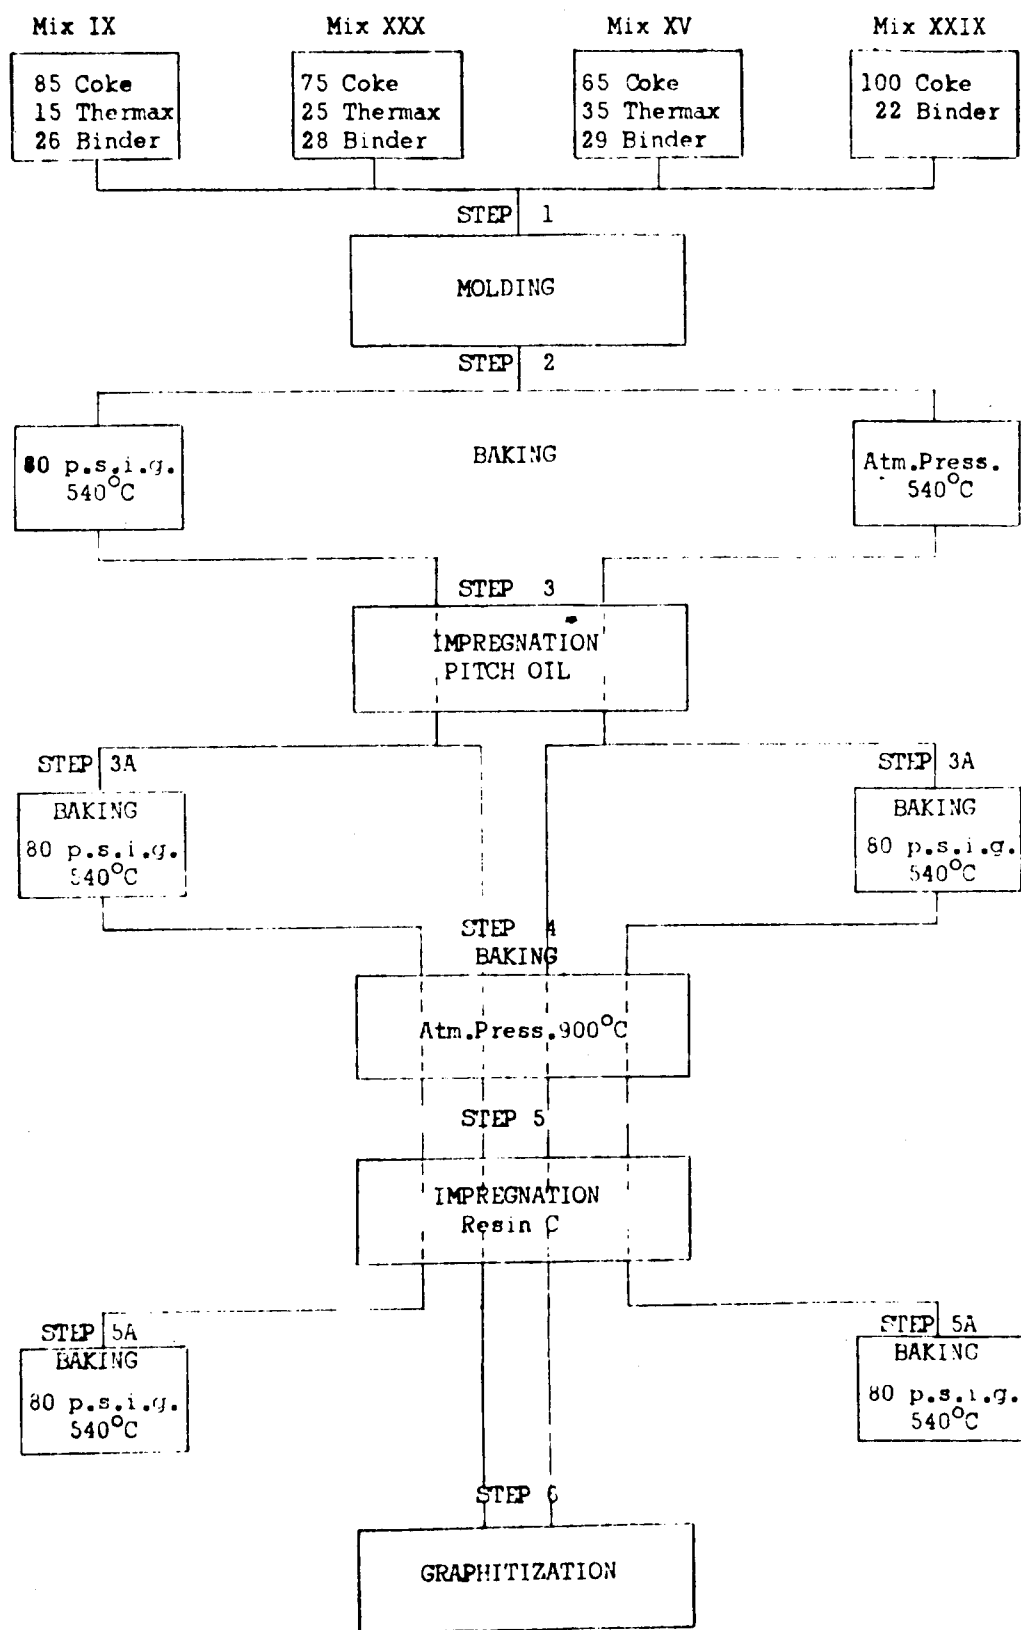 Mix IX
85 Coke
15 Thermax
26 Binder
Mix XXX
75 Coke
25 Thermax
28 Binder
Mix XV
65 Coke
35 Thermax
29 Binder
Mix XXIX
100 Coke
22 Binder
STEP 1
MOLDING
STEP 2
80 p.s.i.g.
540°C
BAKING
Atm.Press.
540°C
STEP 3
IMPREGNATION
PITCH OIL
STEP 3A
BAKING
80 p.s.i.g.
540°C
STEP 3A
BAKING
80 p.s.i.g.
540°C
STEP 4
BAKING
Atm.Press.900°C
STEP 5
IMPREGNATION
Resin C
STEP 5A
BAKING
80 p.s.i.g.
540°C
STEP 5A
BAKING
80 p.s.i.g.
540°C
STEP 6
GRAPHITIZATION